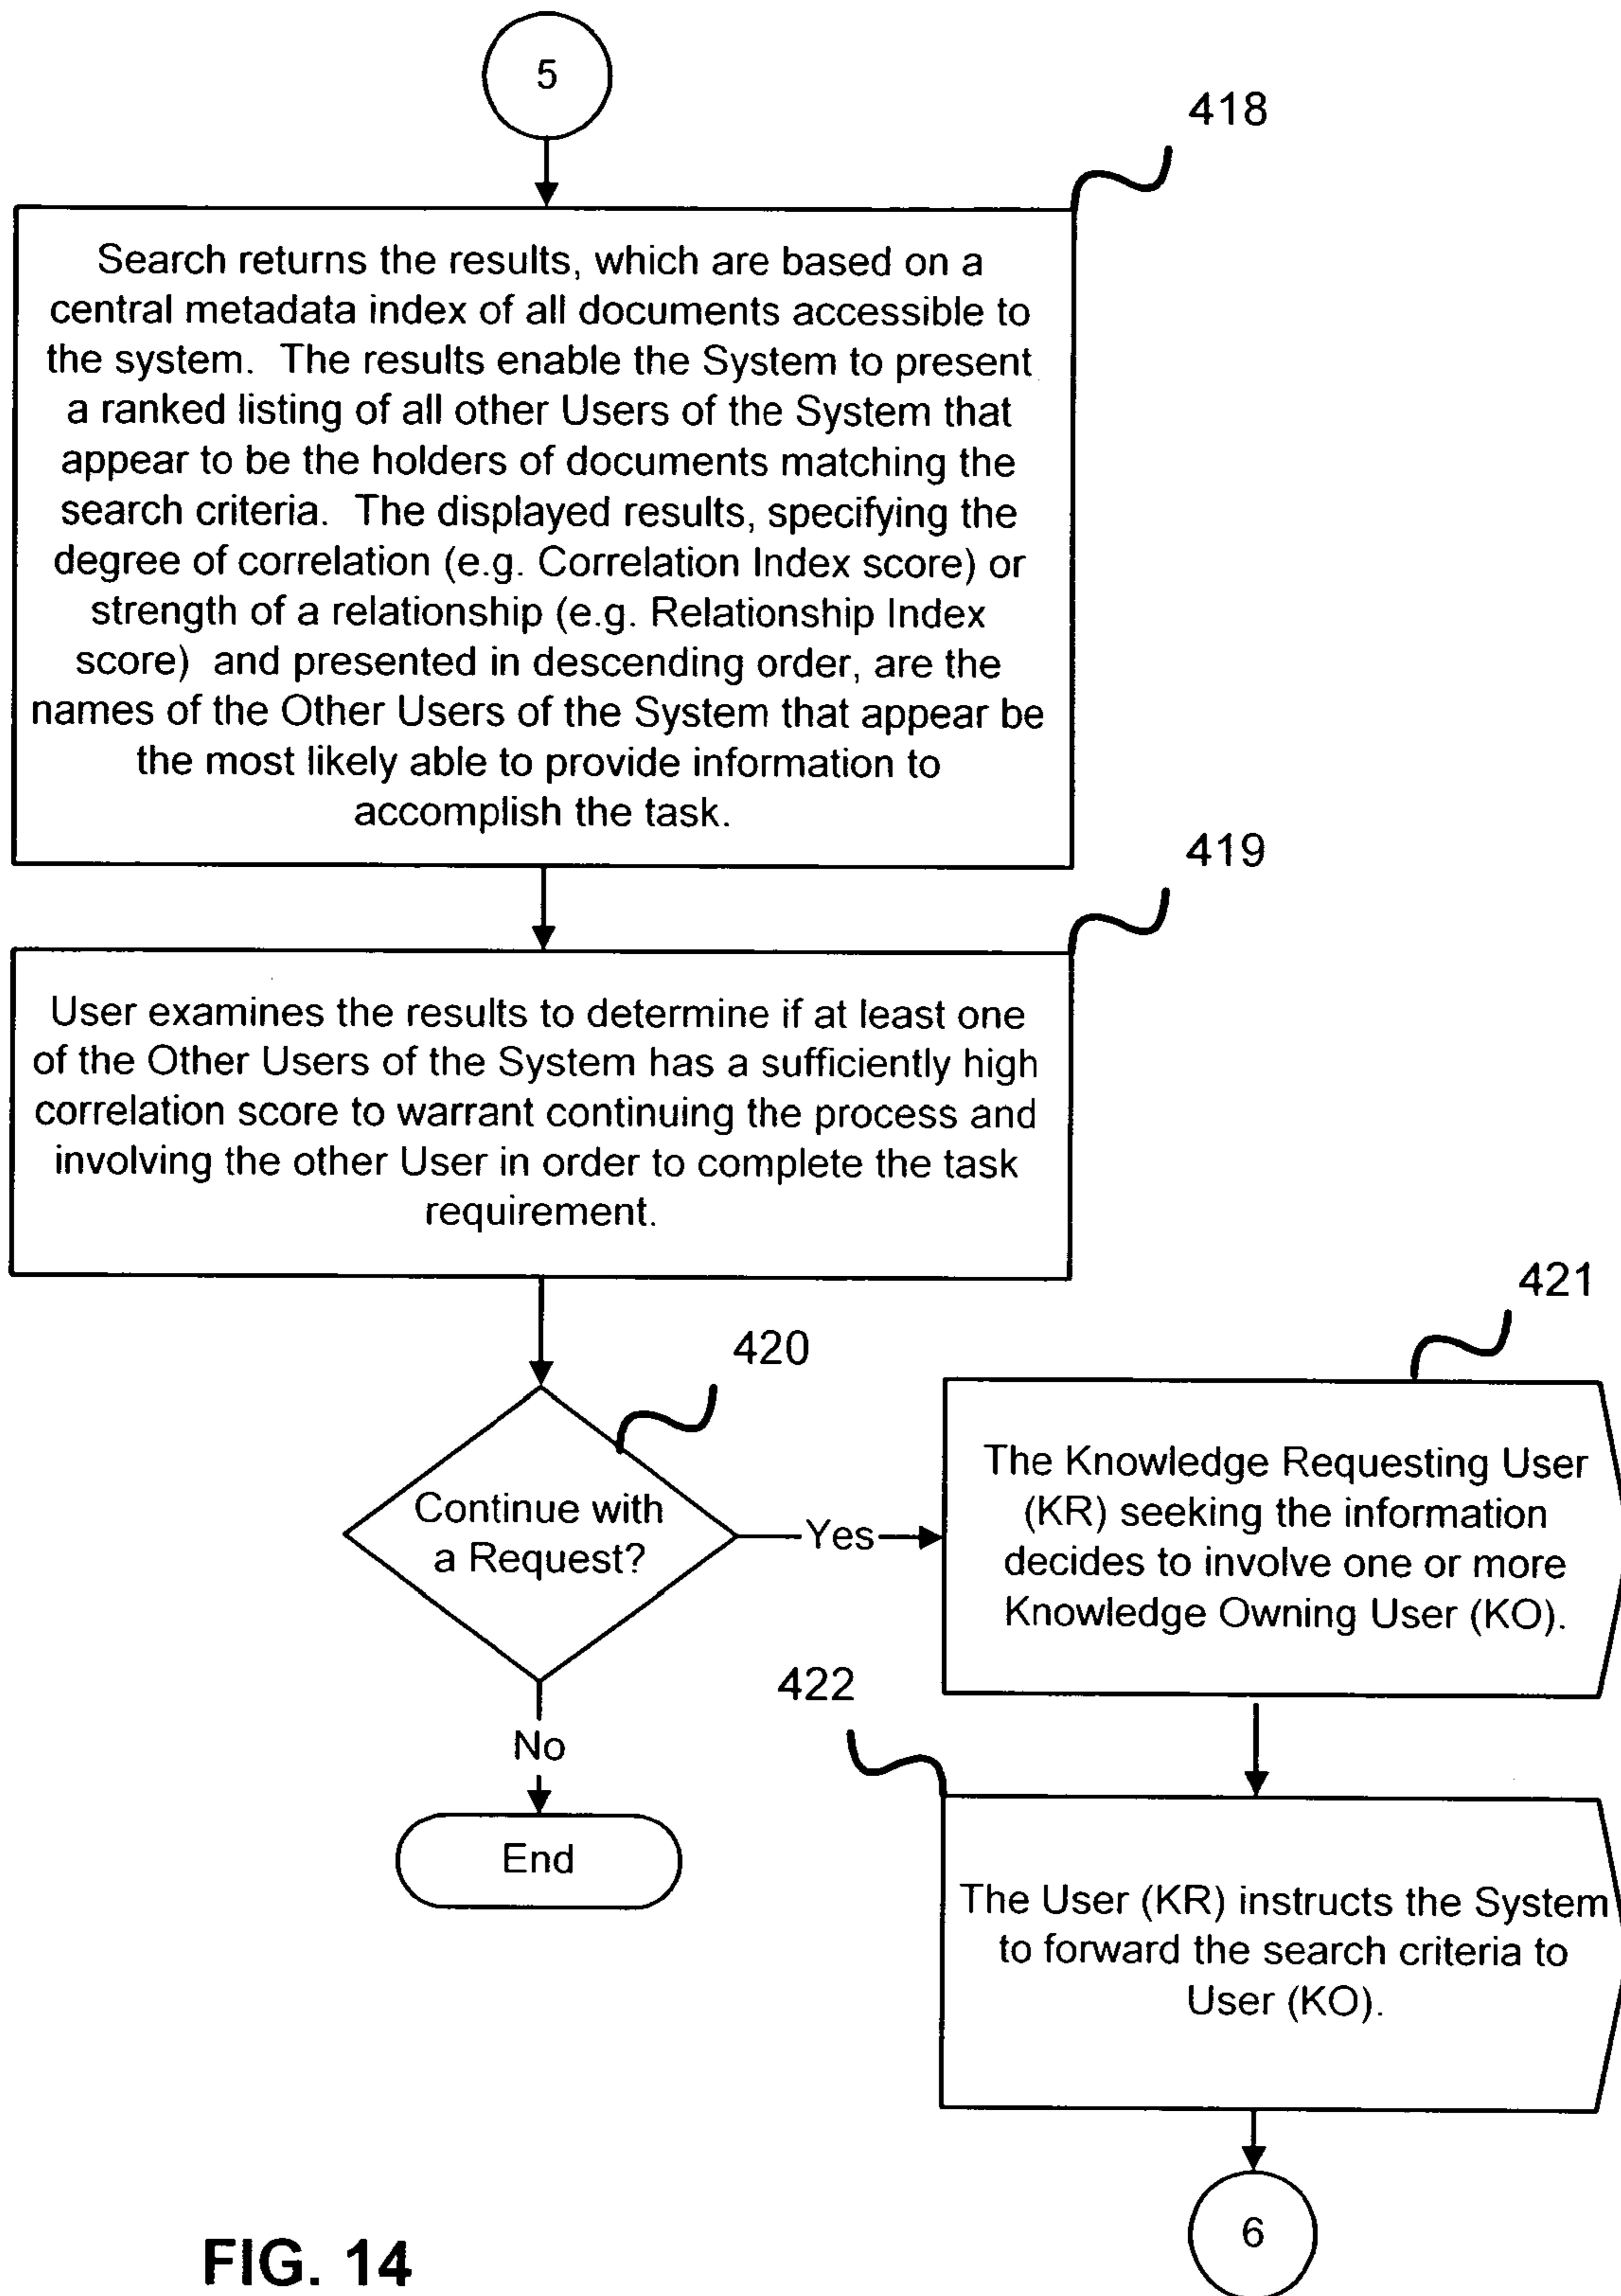 5
418
Search returns the results, which are based on a
central metadata index of all documents accessible to
the system. The results enable the System to present
a ranked listing of all other Users of the System that
appear to be the holders of documents matching the
search criteria. The displayed results, specifying the
degree of correlation (e.g. Correlation Index score) or
strength of a relationship (e.g. Relationship Index
score) and presented in descending order, are the
names of the Other Users of the System that appear be
the most likely able to provide information to
accomplish the task.
419
User examines the results to determine if at least one
of the Other Users of the System has a sufficiently high
correlation score to warrant continuing the process and
involving the other User in order to complete the task
requirement.
420
Continue with
a Request?
Yes
No
End
421
The Knowledge Requesting User
(KR) seeking the information
decides to involve one or more
Knowledge Owning User (KO).
422
The User (KR) instructs the System
to forward the search criteria to
User (KO).
6
FIG. 14